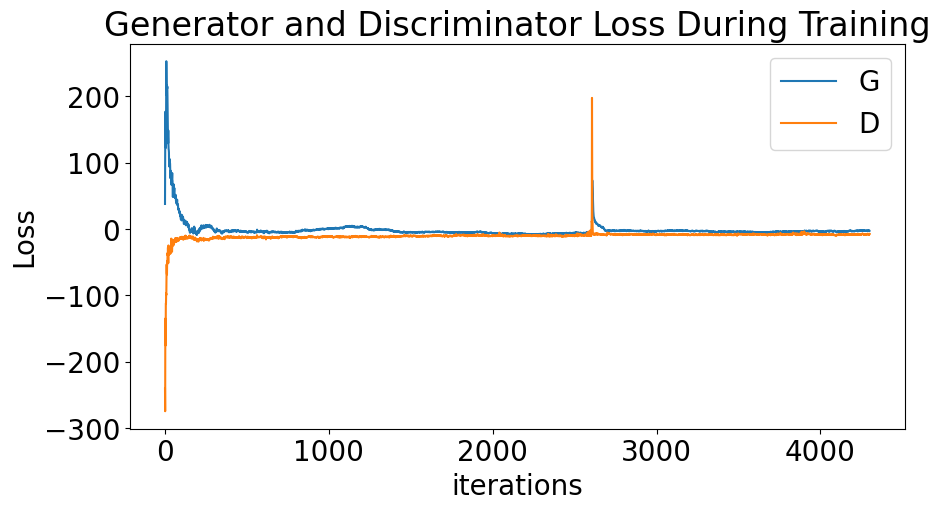 Generator and Discriminator Loss During Training
G
D
200
100
0
−100
−200
−300
Loss
0 1000 2000 3000 4000
iterations